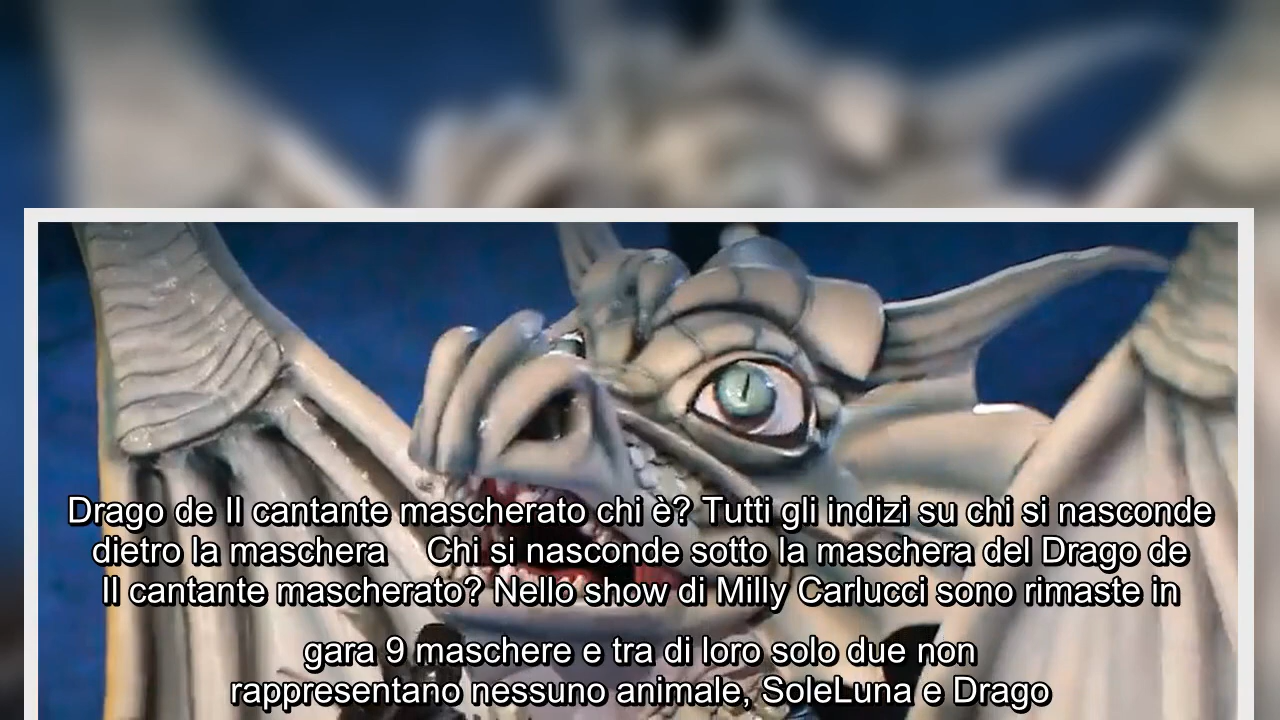 Drago de Il cantante mascherato chi è? Tutti gli indizi su chi si nasconde
dietro la maschera    Chi si nasconde sotto la maschera del Drago de
Il cantante mascherato? Nello show di Milly Carlucci sono rimaste in
gara 9 maschere e tra di loro solo due non
rappresentano nessuno animale, SoleLuna e Drago